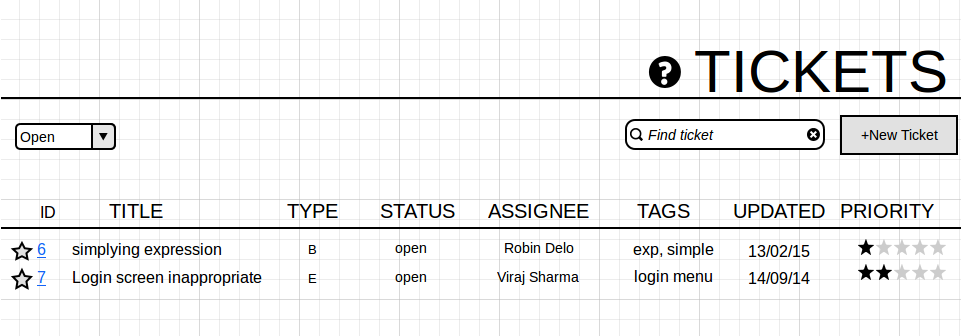 TICKETS
Open
Find ticket
+New Ticket
ID TITLE TYPE STATUS ASSIGNEE TAGS UPDATED PRIORITY
6 simplying expression B open Robin Delo exp, simple 13/02/15
7 Login screen inappropriate E open Viraj Sharma login menu 14/09/14